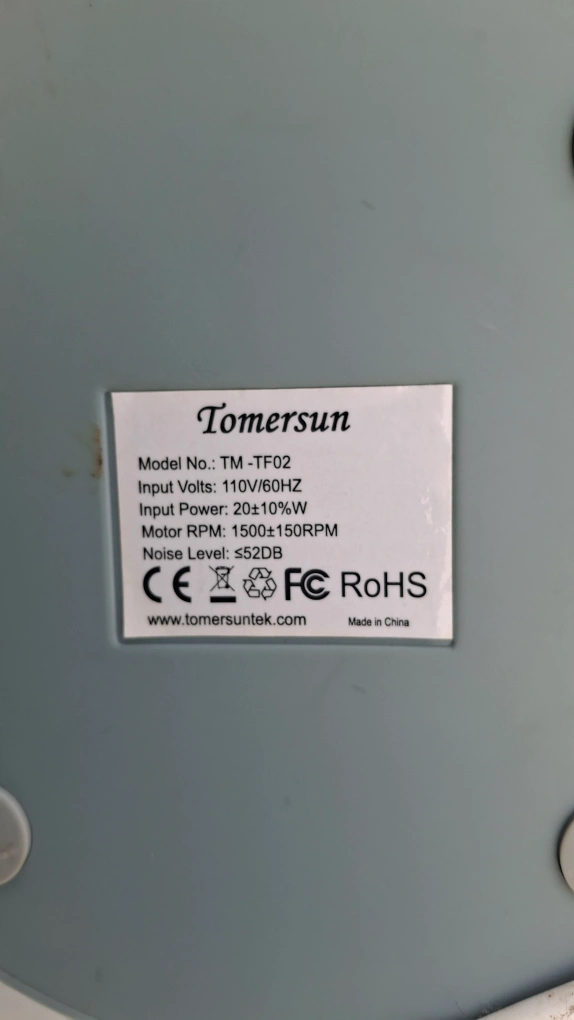 Tomersun
Model No.: TM -TF02
Input Volts: 110V/60HZ
Input Power: 20±10%W
Motor RPM: 1500±150RPM
Noise Level: ≤52DB
CE FC RoHS
www.tomersuntek.com Made in China